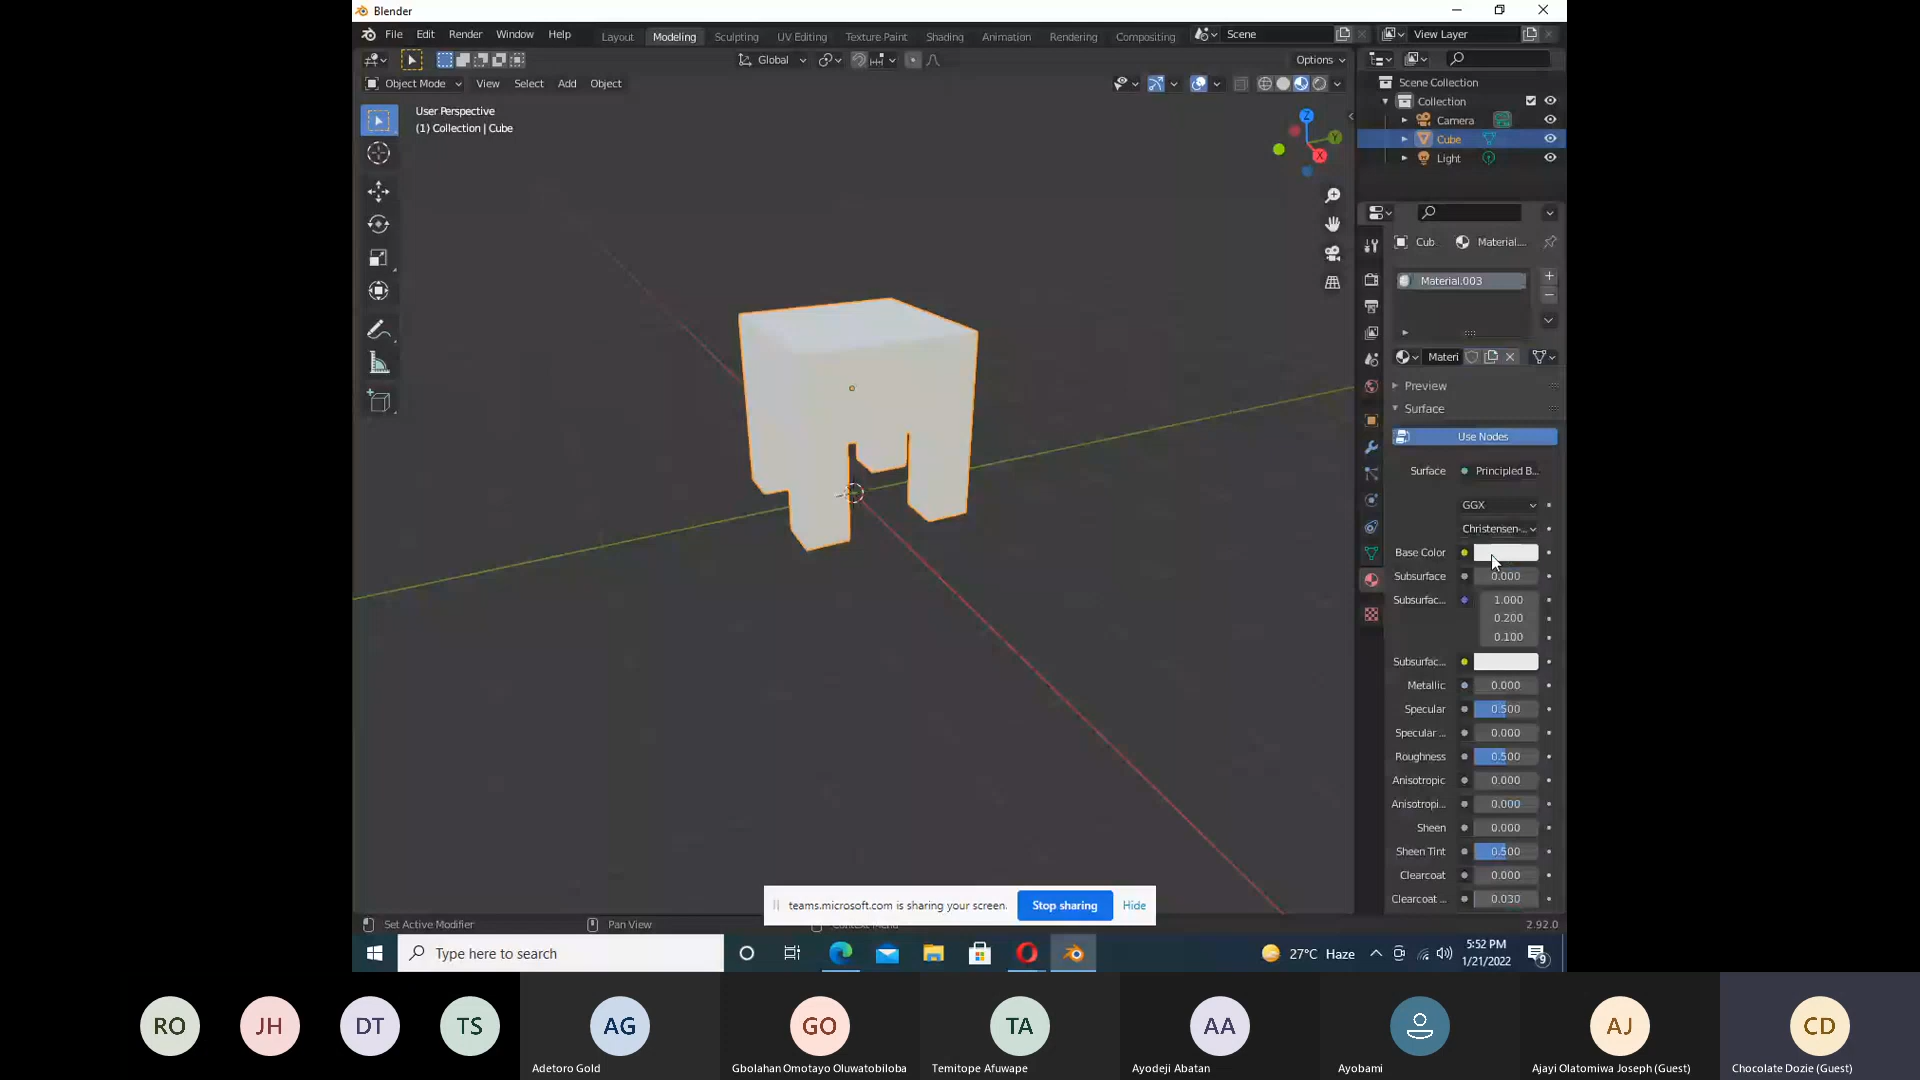 Blender
File Edit Render Window Help Layout Modeling Sculpting UV Editing Texture Paint Shading Animation Rendering Compositing Scene View Layer
Global Options
Object Mode View Select Add Object
User Perspective
(1) Collection | Cube
Z
Y
X
Scene Collection
Collection
Camera
Cube
Light
Cub Material...
Material.003
Materi
Preview
Surface
Use Nodes
Surface Principled B...
GGX
Christensen-...
Base Color
Subsurface 0.000
Subsurfac... 1.000
0.200
0.100
Subsurfac...
Metallic 0.000
Specular 0.500
Specular ... 0.000
Roughness 0.500
Anisotropic 0.000
Anisotropi... 0.000
Sheen 0.000
Sheen Tint 0.500
Clearcoat 0.000
Clearcoat ... 0.030
teams.microsoft.com is sharing your screen. Stop sharing Hide
Set Active Modifier Pan View Context Menu 2.92.0
Type here to search 27°C Haze 5:52 PM
1/21/2022
9
RO JH DT TS AG GO TA AA AJ CD
Adetoro Gold Gbolahan Omotayo Oluwatobiloba Temitope Afuwape Ayodeji Abatan Ayobami Ajayi Olatomiwa Joseph (Guest) Chocolate Dozie (Guest)